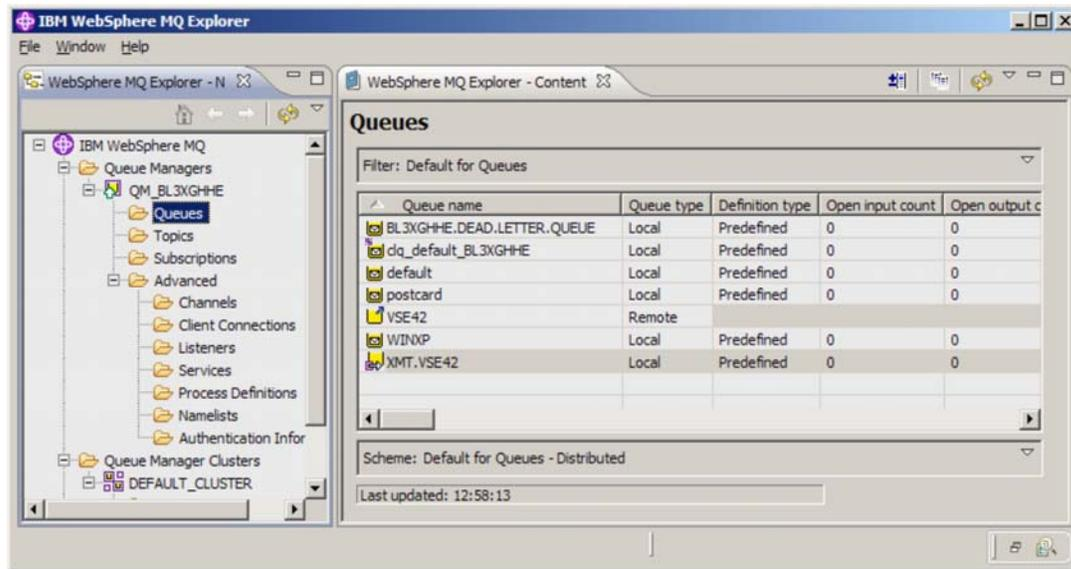 IBM WebSphere MQ Explorer
File Window Help
WebSphere MQ Explorer - N
IBM WebSphere MQ
Queue Managers
QM_BL3XGHHE
Queues
Topics
Subscriptions
Advanced
Channels
Client Connections
Listeners
Services
Process Definitions
Namelists
Authentication Infor
Queue Manager Clusters
DEFAULT_CLUSTER
WebSphere MQ Explorer - Content
Queues
Filter: Default for Queues
Queue name Queue type Definition type Open input count Open output c
BL3XGHHE.DEAD.LETTER.QUEUE Local Predefined 0 0
clq_default_BL3XGHHE Local Predefined 0 0
default Local Predefined 0 0
postcard Local Predefined 0 0
VSE42 Remote
WINXP Local Predefined 0 0
XMT.VSE42 Local Predefined 0 0
Scheme: Default for Queues - Distributed
Last updated: 12:58:13